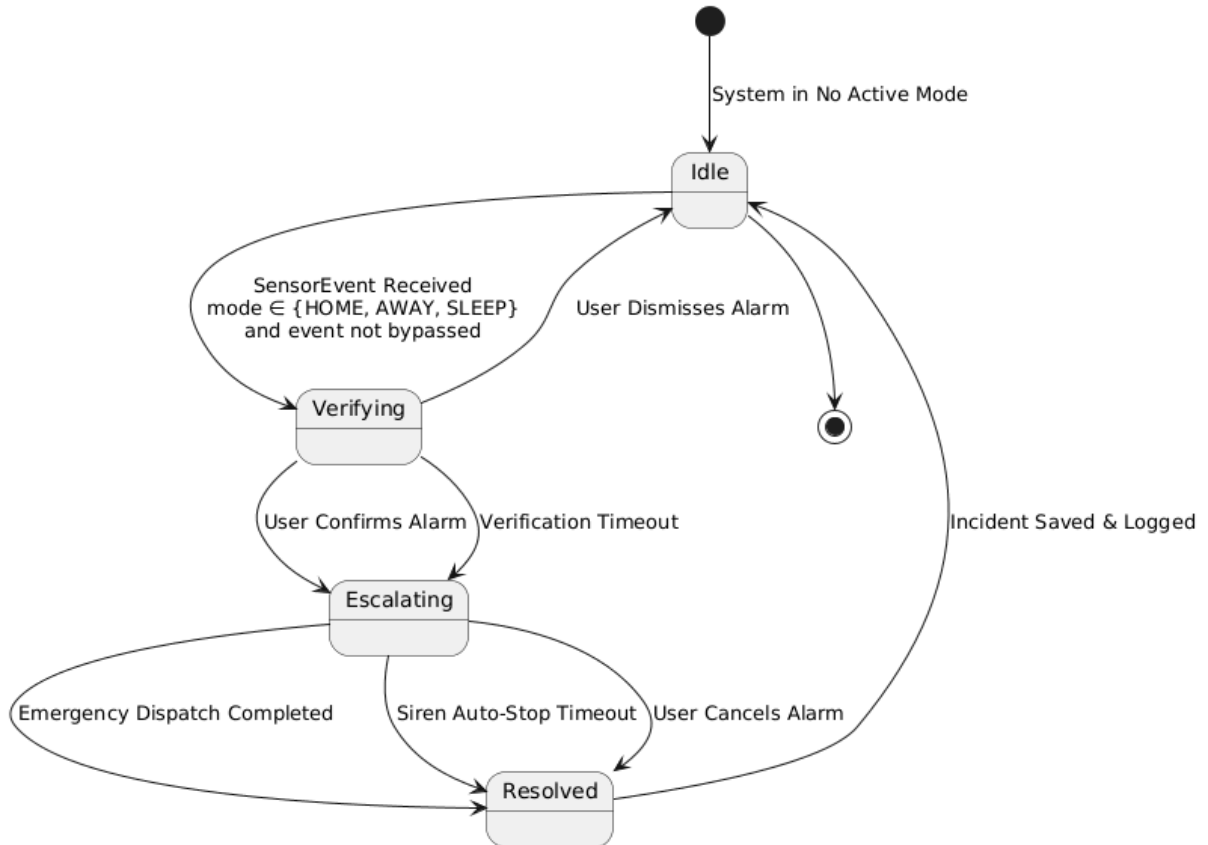 System in No Active Mode
Idle
SensorEvent Received
mode ∈ {HOME, AWAY, SLEEP}
and event not bypassed
User Dismisses Alarm
Verifying
User Confirms Alarm
Verification Timeout
Incident Saved & Logged
Escalating
Emergency Dispatch Completed
Siren Auto-Stop Timeout
User Cancels Alarm
Resolved